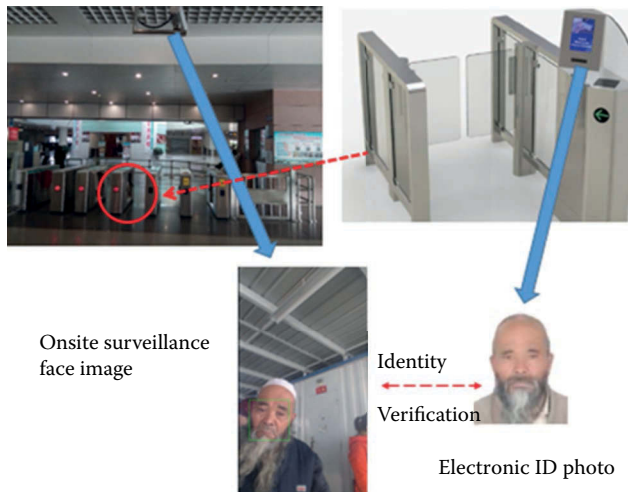 Onsite surveillance
face image
Identity
Verification
Electronic ID photo